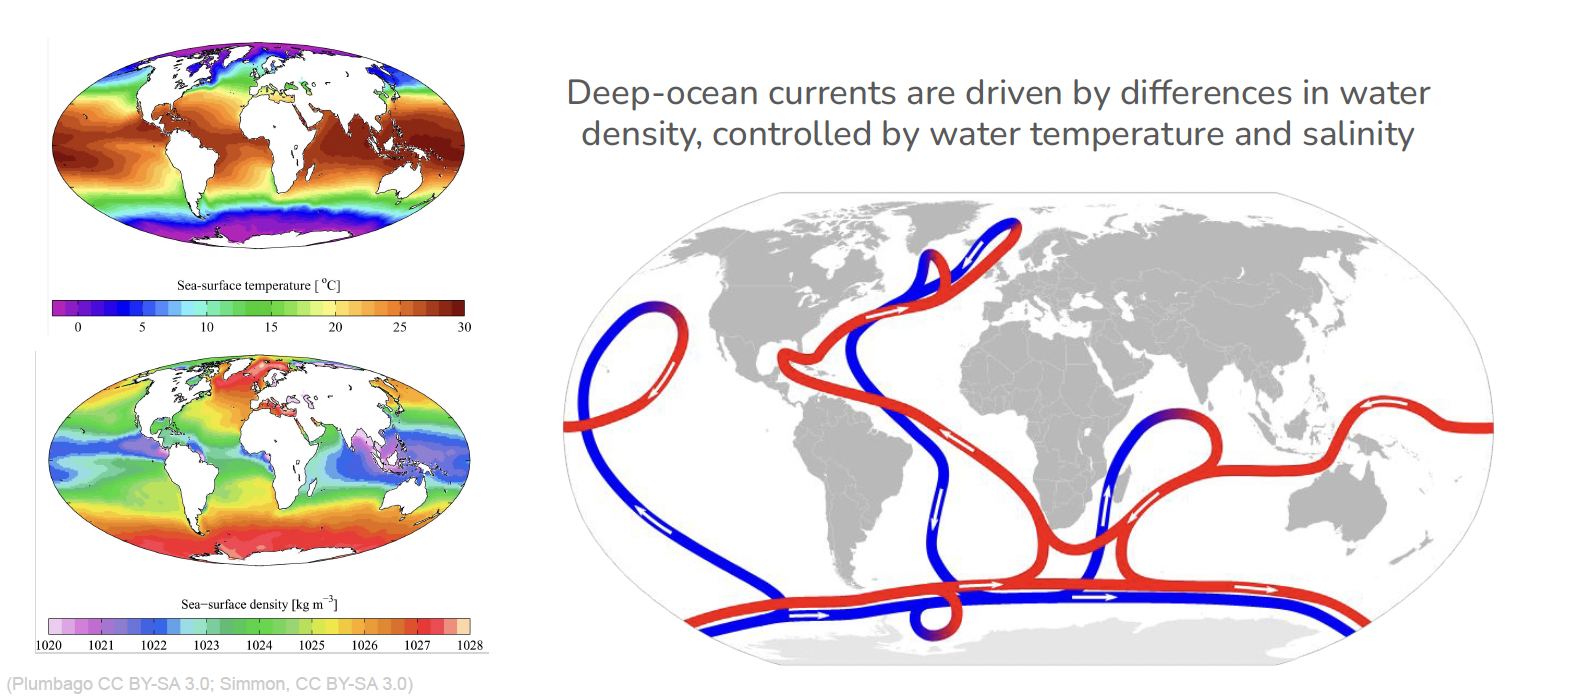 Deep-ocean currents are driven by differences in water
density, controlled by water temperature and salinity
Sea-surface temperature [ °C]
0 5 10 15 20 25 30
Sea−surface density [kg m⁻³]
1020 1021 1022 1023 1024 1025 1026 1027 1028
(Plumbago CC BY-SA 3.0; Simmon, CC BY-SA 3.0)